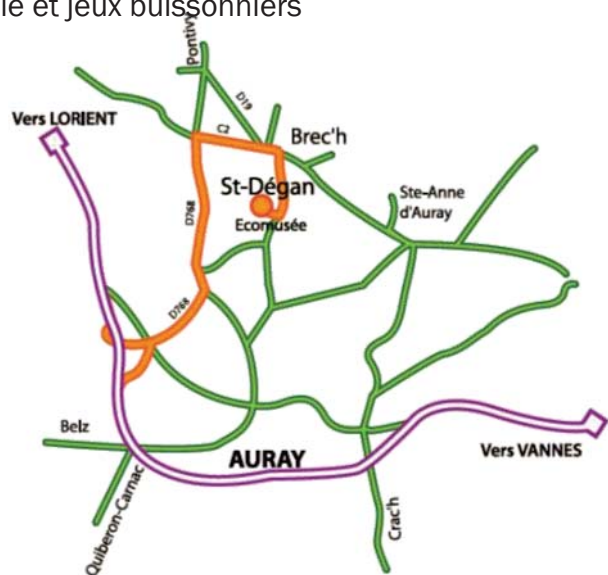 le et jeux buissonniers
Pontivy
D19
Vers LORIENT
C2
Brec'h
St-Dégan
Ste-Anne
d'Auray
D768
Ecomusée
D768
Belz
AURAY
Vers VANNES
Quiberon-Carnac
Crac'h